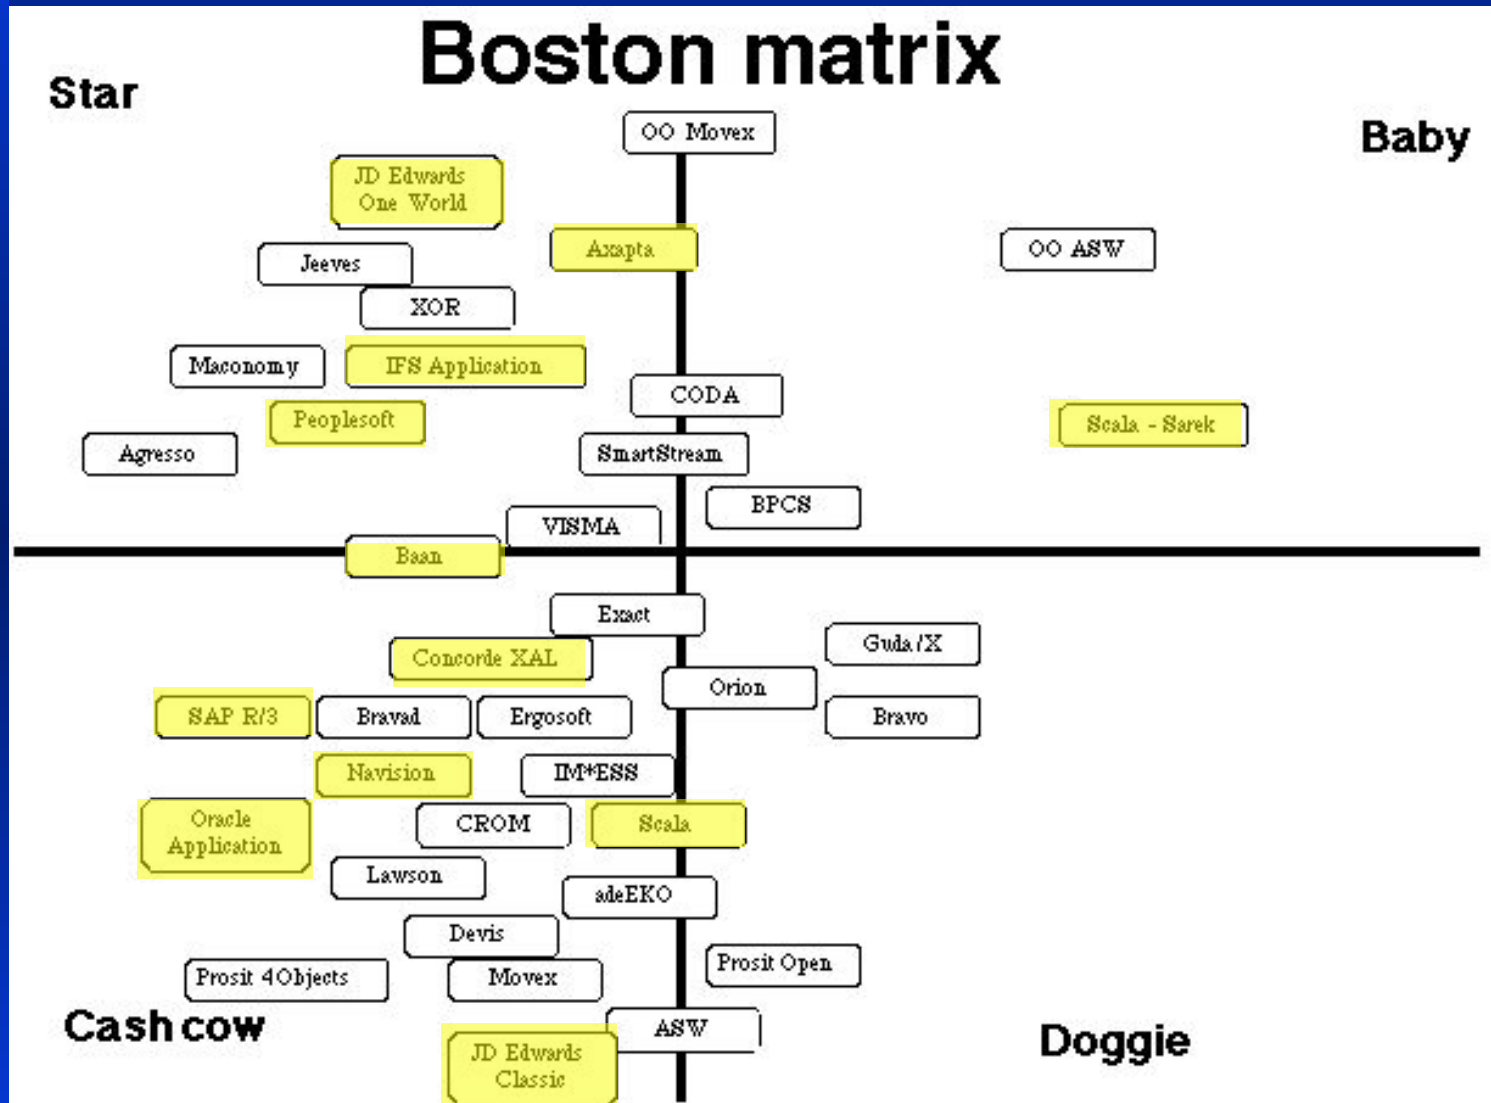 Boston matrix
Star
Baby
OO Movex
JD Edwards
One World
Axapta
OO ASW
Jeeves
XOR
Maconomy
IFS Application
CODA
Peoplesoft
Scala - Sarek
Agresso
SmartStream
BPCS
VISMA
Baan
Exact
Guda/X
Concorde XAL
Orion
SAP R/3
Bravad
Ergosoft
Bravo
Navision
IM*ESS
Oracle
Application
CROM
Scala
Lawson
adeEKO
Devis
Prosit 4Objects
Movex
Prosit Open
Cash cow
ASW
Doggie
JD Edwards
Classic